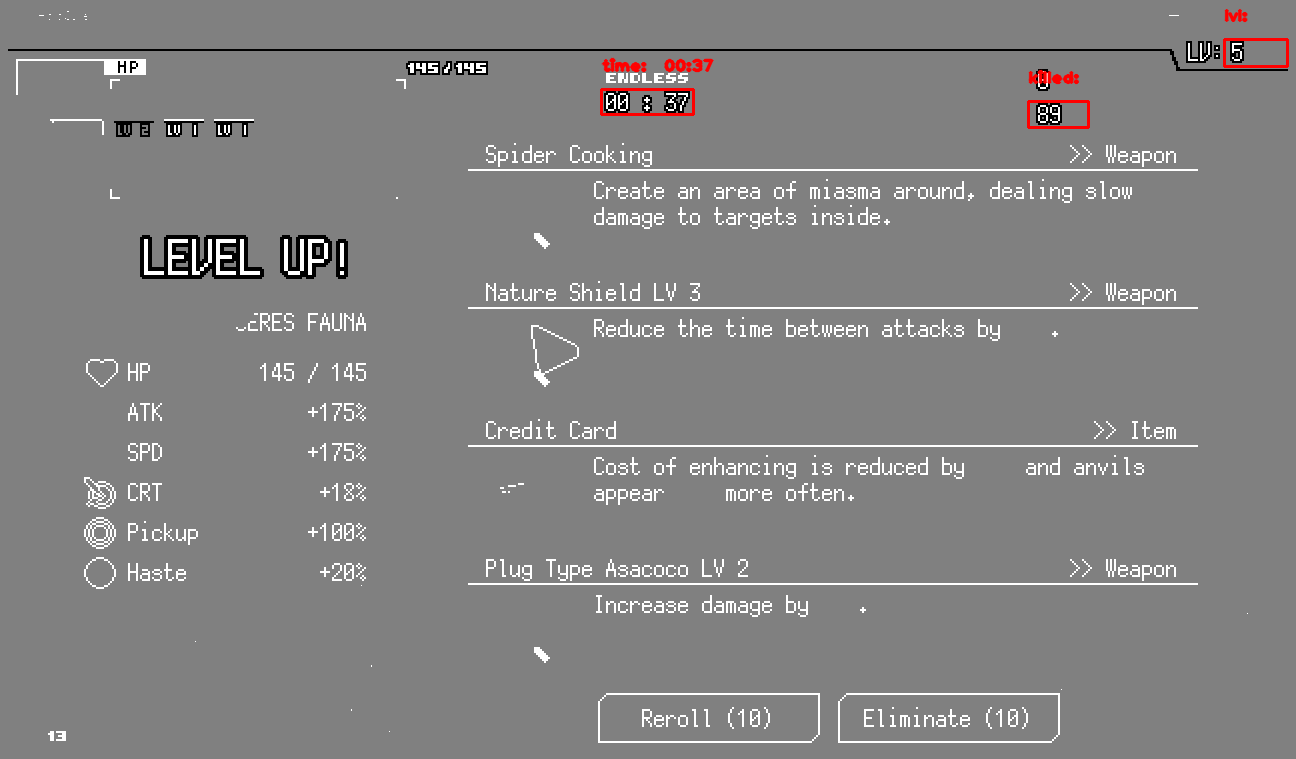 lvl:
LV: 5
HP
145/145
time: 00:37
ENDLESS
00 : 37
killed:
0
89
LV 2 LV 1 LV 1
Spider Cooking >> Weapon
Create an area of miasma around, dealing slow
damage to targets inside.
LEVEL UP!
Nature Shield LV 3 >> Weapon
Reduce the time between attacks by .
CERES FAUNA
HP 145 / 145
ATK +175%
SPD +175%
CRT +18%
Pickup +100%
Haste +20%
Credit Card >> Item
Cost of enhancing is reduced by and anvils
appear more often.
Plug Type Asacoco LV 2 >> Weapon
Increase damage by .
Reroll (10)
Eliminate (10)
13